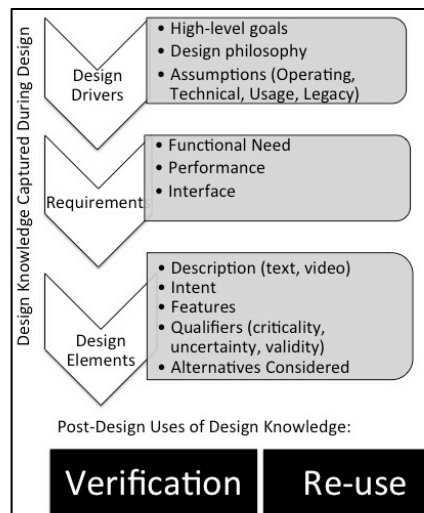 Design Knowledge Captured During Design
Design
Drivers
• High-level goals
• Design philosophy
• Assumptions (Operating,
Technical, Usage, Legacy)
Requirements
• Functional Need
• Performance
• Interface
Design
Elements
• Description (text, video)
• Intent
• Features
• Qualifiers (criticality,
uncertainty, validity)
• Alternatives Considered
Post-Design Uses of Design Knowledge:
Verification
Re-use